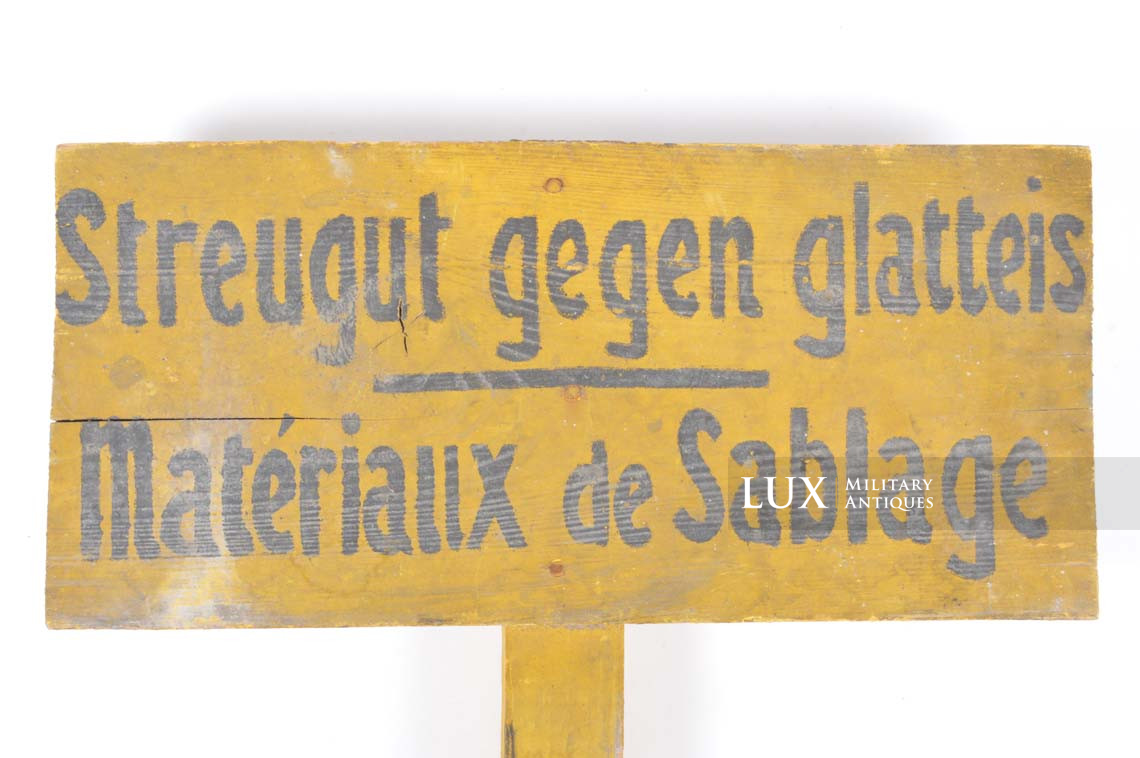 Streugut gegen glatteis
Matériaux de Sablage
LUX MILITARY ANTIQUES